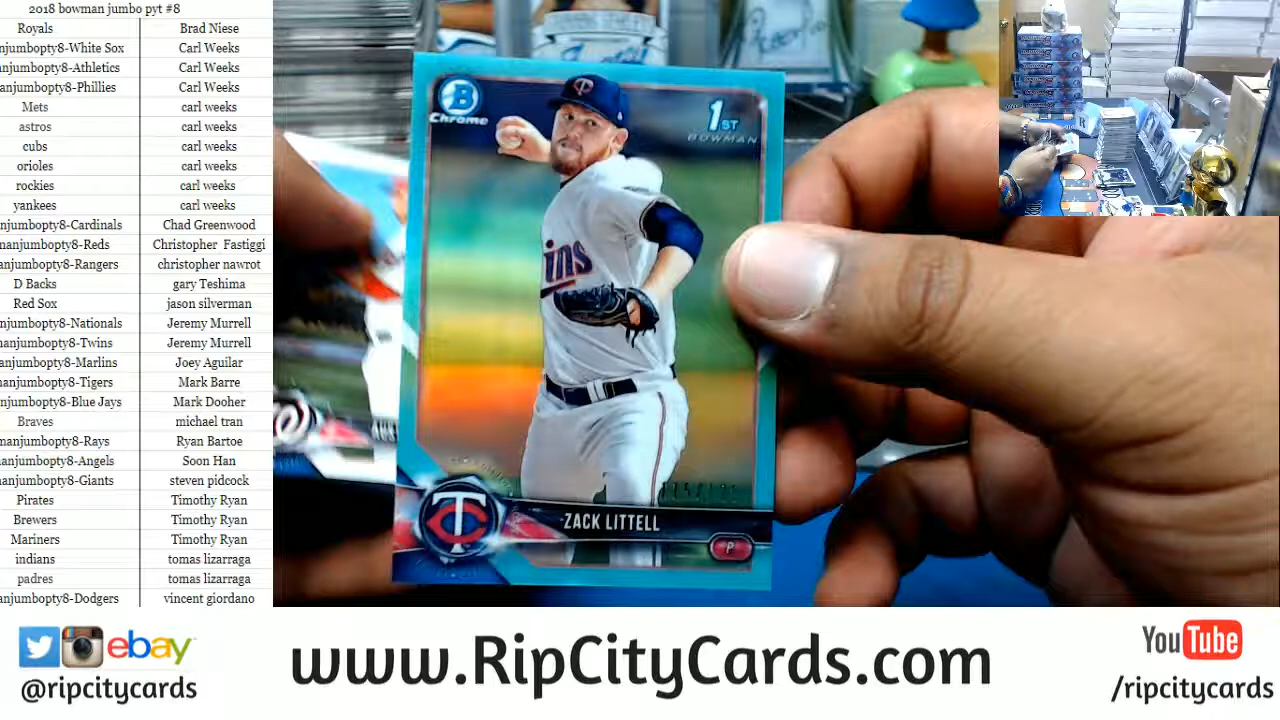 2018 bowman jumbo pyt #8
Royals Brad Niese
njumbopty8-White Sox Carl Weeks
anjumbopty8-Athletics Carl Weeks
anjumbopty8-Phillies Carl Weeks
Mets carl weeks
astros carl weeks
cubs carl weeks
orioles carl weeks
rockies carl weeks
yankees carl weeks
njumbopty8-Cardinals Chad Greenwood
manjumbopty8-Reds Christopher Fastiggi
anjumbopty8-Rangers christopher nawrot
D Backs gary Teshima
Red Sox jason silverman
njumbopty8-Nationals Jeremy Murrell
anjumbopty8-Twins Jeremy Murrell
anjumbopty8-Marlins Joey Aguilar
anjumbopty8-Tigers Mark Barre
njumbopty8-Blue Jays Mark Dooher
Braves michael tran
manjumbopty8-Rays Ryan Bartoe
anjumbopty8-Angels Soon Han
anjumbopty8-Giants steven pidcock
Pirates Timothy Ryan
Brewers Timothy Ryan
Mariners Timothy Ryan
indians tomas lizarraga
padres tomas lizarraga
anjumbopty8-Dodgers vincent giordano
B
Chrome
1ST
BOWMAN
ins
TC
ZACK LITTELL
P
ebay
@ripcitycards
www.RipCityCards.com
YouTube
/ripcitycards